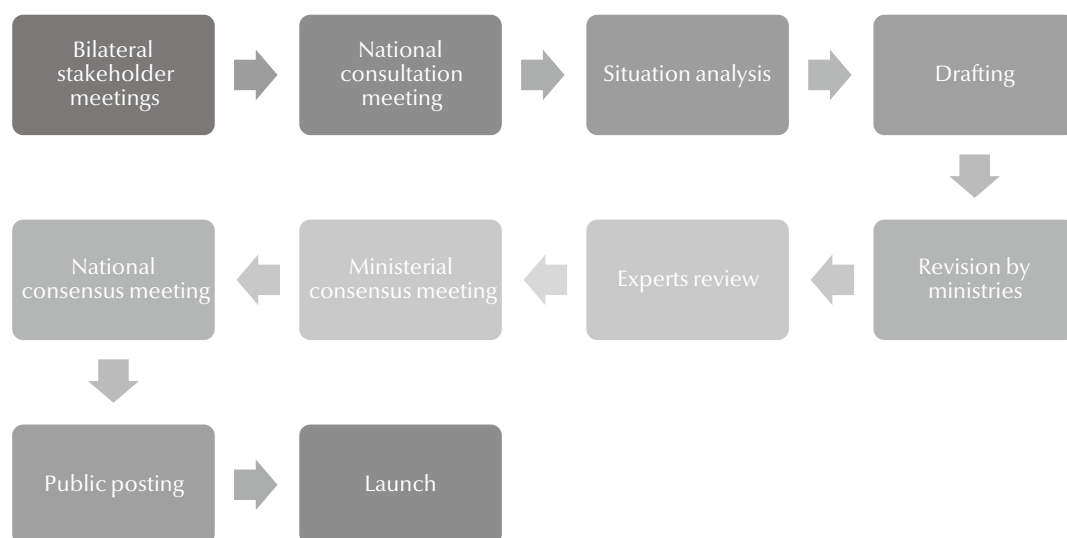 Bilateral
stakeholder
meetings
National
consultation
meeting
Situation analysis
Drafting
Revision by
ministries
Experts review
Ministerial
consensus meeting
National
consensus meeting
Public posting
Launch